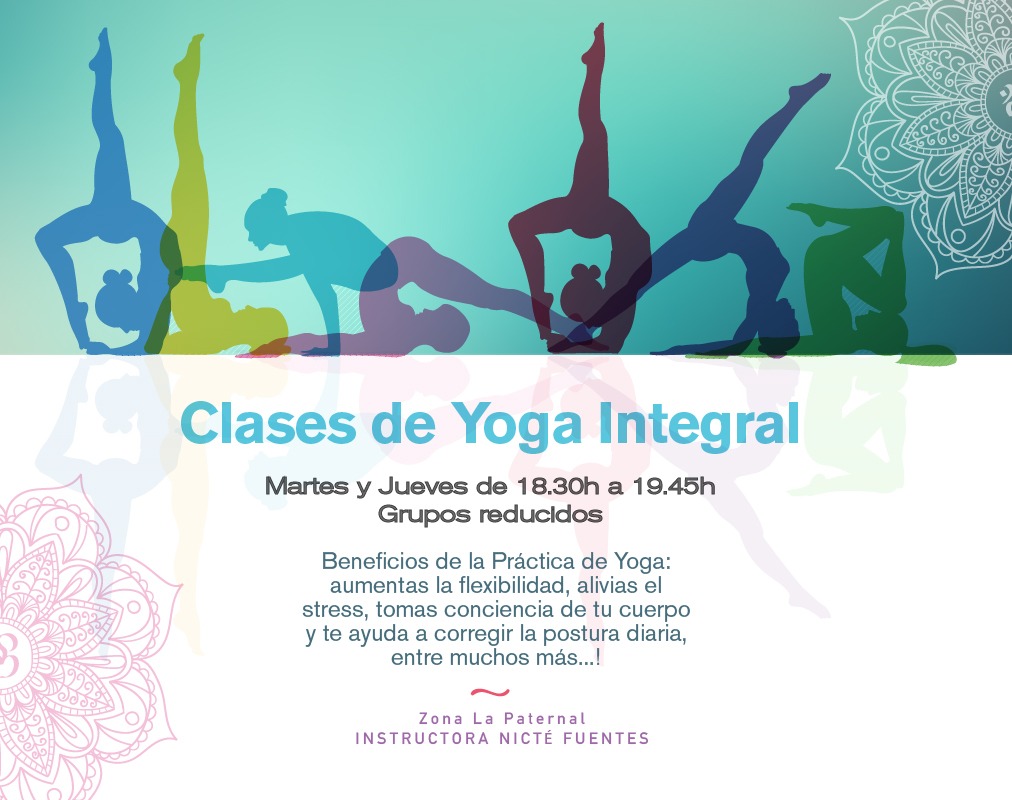 Clases de Yoga Integral
Martes y Jueves de 18.30h a 19.45h
Grupos reducidos
Beneficios de la Práctica de Yoga:
aumentas la flexibilidad, alivias el
stress, tomas conciencia de tu cuerpo
y te ayuda a corregir la postura diaria,
entre muchos más...!
Zona La Paternal
INSTRUCTORA NICTÉ FUENTES